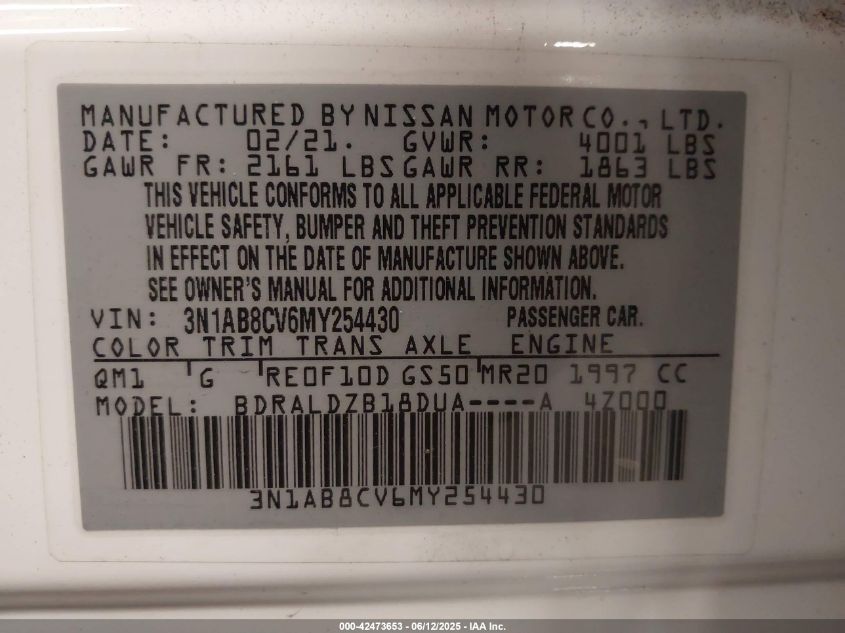 MANUFACTURED BY NISSAN MOTOR CO., LTD.
DATE: 02/21. GVWR: 4001 LBS
GAWR FR: 2161 LBS GAWR RR: 1863 LBS
THIS VEHICLE CONFORMS TO ALL APPLICABLE FEDERAL MOTOR
VEHICLE SAFETY, BUMPER AND THEFT PREVENTION STANDARDS
IN EFFECT ON THE DATE OF MANUFACTURE SHOWN ABOVE.
SEE OWNER'S MANUAL FOR ADDITIONAL INFORMATION.
VIN: 3N1AB8CV6MY254430 PASSENGER CAR.
COLOR TRIM TRANS AXLE ENGINE
QM1 G RE0F10D GS50 MR20 1997 CC
MODEL: BDRALDZB18DUA----A 4Z000
3N1AB8CV6MY254430
000-42473653 - 06/12/2025 - IAA Inc.